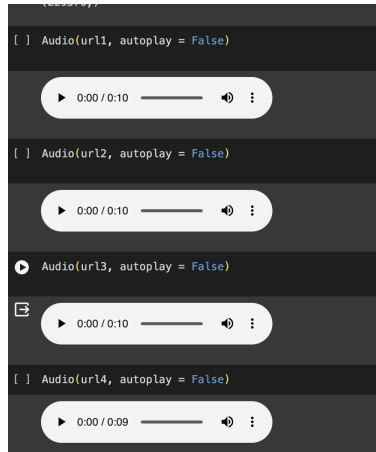 [ ] Audio(url1, autoplay = False)
0:00 / 0:10
[ ] Audio(url2, autoplay = False)
0:00 / 0:10
Audio(url3, autoplay = False)
0:00 / 0:10
[ ] Audio(url4, autoplay = False)
0:00 / 0:09